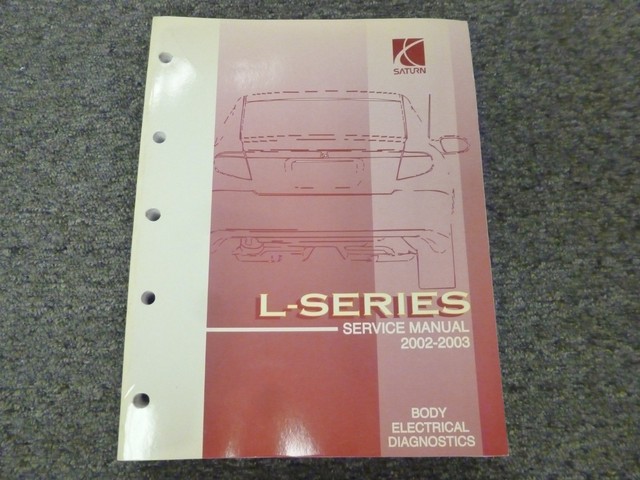 SATURN
L-SERIES
SERVICE MANUAL
2002-2003
BODY
ELECTRICAL
DIAGNOSTICS